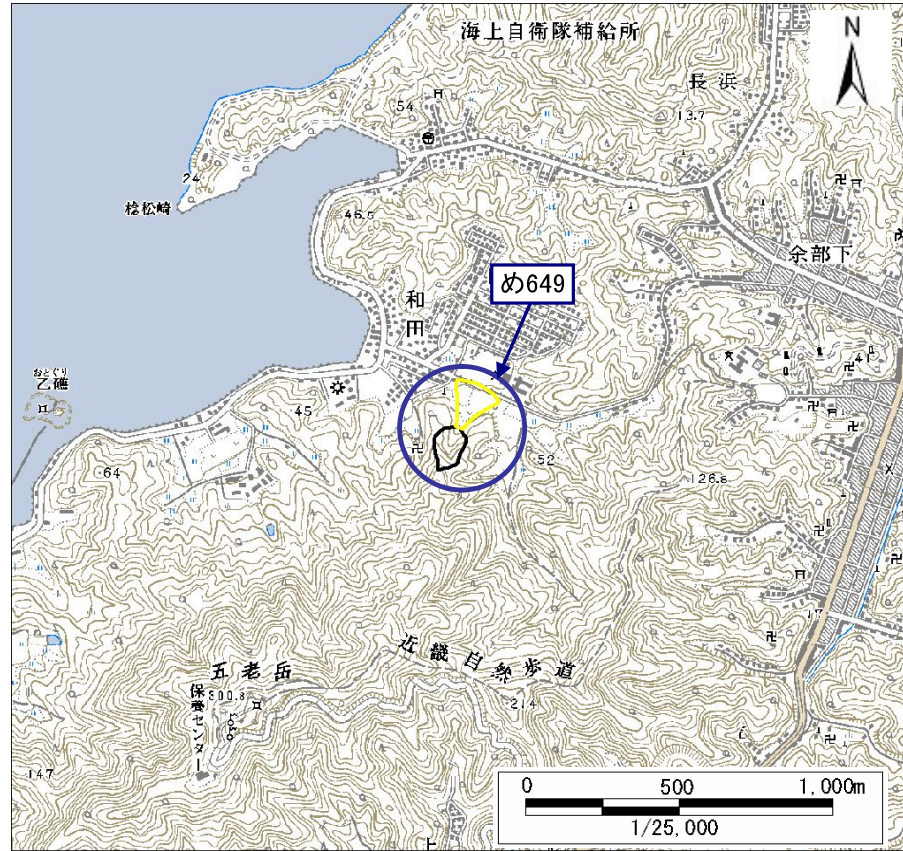 海上自衛隊補給所
N
長浜
54
13.7
24
桧松崎
46.5
余部下
め649
和田
おとぐり
乙礁
45
41
64
52
126.8
近畿自然歩道
五老岳
300.8
保養センター
214
147
上
0 500 1,000m
1/25,000